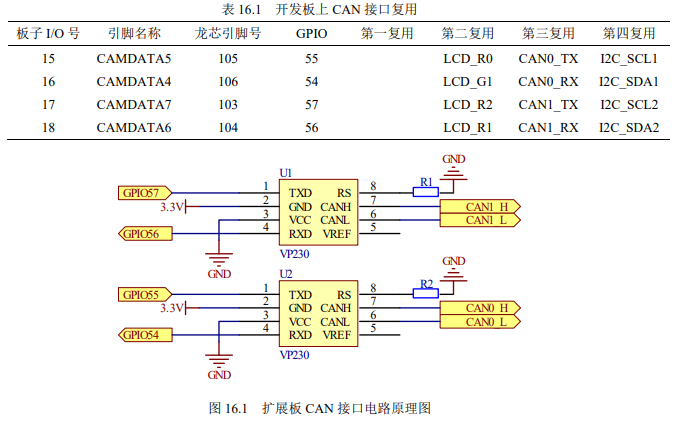 表 16.1 开发板上 CAN 接口复用
板子 I/O 号 引脚名称 龙芯引脚号 GPIO 第一复用 第二复用 第三复用 第四复用
15 CAMDATA5 105 55 LCD_R0 CAN0_TX I2C_SCL1
16 CAMDATA4 106 54 LCD_G1 CAN0_RX I2C_SDA1
17 CAMDATA7 103 57 LCD_R2 CAN1_TX I2C_SCL2
18 CAMDATA6 104 56 LCD_R1 CAN1_RX I2C_SDA2
GND
U1
GPIO57 1 TXD RS 8 R1
3.3V 2 GND CANH 7 CAN1_H
3 VCC CANL 6 CAN1_L
GPIO56 4 RXD VREF 5
GND VP230
GND
U2
GPIO55 1 TXD RS 8 R2
3.3V 2 GND CANH 7 CAN0_H
3 VCC CANL 6 CAN0_L
GPIO54 4 RXD VREF 5
GND VP230
图 16.1 扩展板 CAN 接口电路原理图